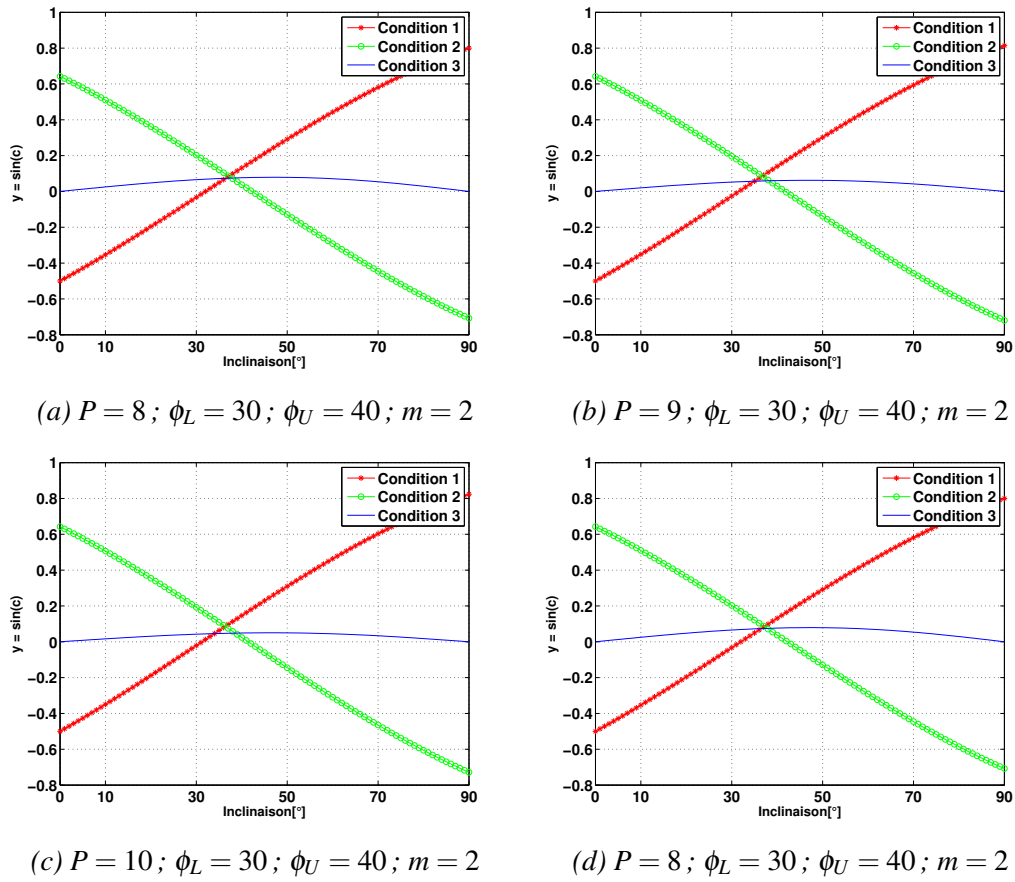 1
0.8
0.6
0.4
0.2
0
−0.2
−0.4
−0.6
−0.8
y = sin(c)
0 10 30 50 70 90
Inclinaison[°]
Condition 1
Condition 2
Condition 3
(a) P = 8 ; ϕL = 30 ; ϕU = 40 ; m = 2
1
0.8
0.6
0.4
0.2
0
−0.2
−0.4
−0.6
−0.8
y = sin(c)
0 10 30 50 70 90
Inclinaison[°]
Condition 1
Condition 2
Condition 3
(b) P = 9 ; ϕL = 30 ; ϕU = 40 ; m = 2
1
0.8
0.6
0.4
0.2
0
−0.2
−0.4
−0.6
−0.8
y = sin(c)
0 10 30 50 70 90
Inclinaison[°]
Condition 1
Condition 2
Condition 3
(c) P = 10 ; ϕL = 30 ; ϕU = 40 ; m = 2
1
0.8
0.6
0.4
0.2
0
−0.2
−0.4
−0.6
−0.8
y = sin(c)
0 10 30 50 70 90
Inclinaison[°]
Condition 1
Condition 2
Condition 3
(d) P = 8 ; ϕL = 30 ; ϕU = 40 ; m = 2